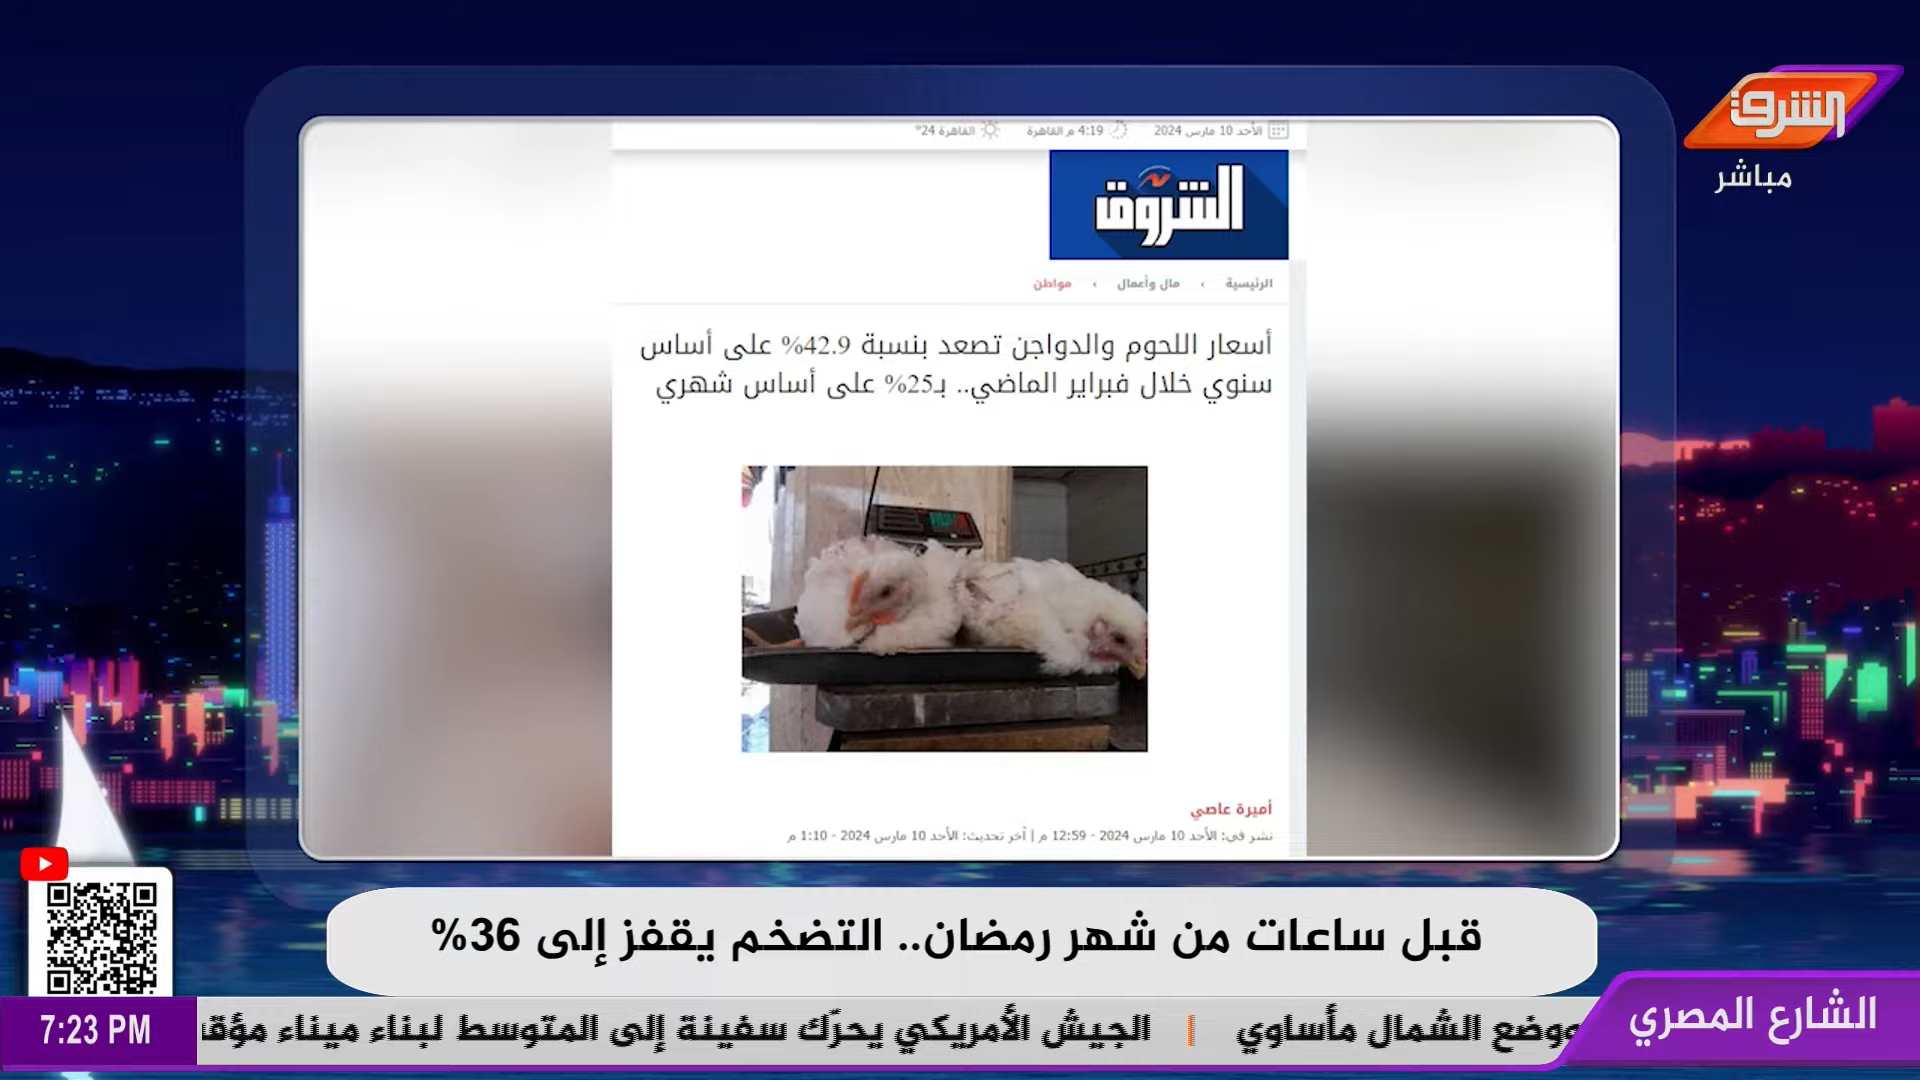 الشرق
مباشر
الأحد 10 مارس 2024
4:19 م القاهرة
القاهرة 24°
الشروق
الرئيسية › مال وأعمال › مواطن
أسعار اللحوم والدواجن تصعد بنسبة 42.9% على أساس
سنوي خلال فبراير الماضي.. بـ25% على أساس شهري
أميرة عاصي
نشر في: الأحد 10 مارس 2024 - 12:59 م | آخر تحديث: الأحد 10 مارس 2024 - 1:10 م
قبل ساعات من شهر رمضان.. التضخم يقفز إلى 36%
الشارع المصري
ووضع الشمال مأساوي | الجيش الأمريكي يحرّك سفينة إلى المتوسط لبناء ميناء مؤق
7:23 PM